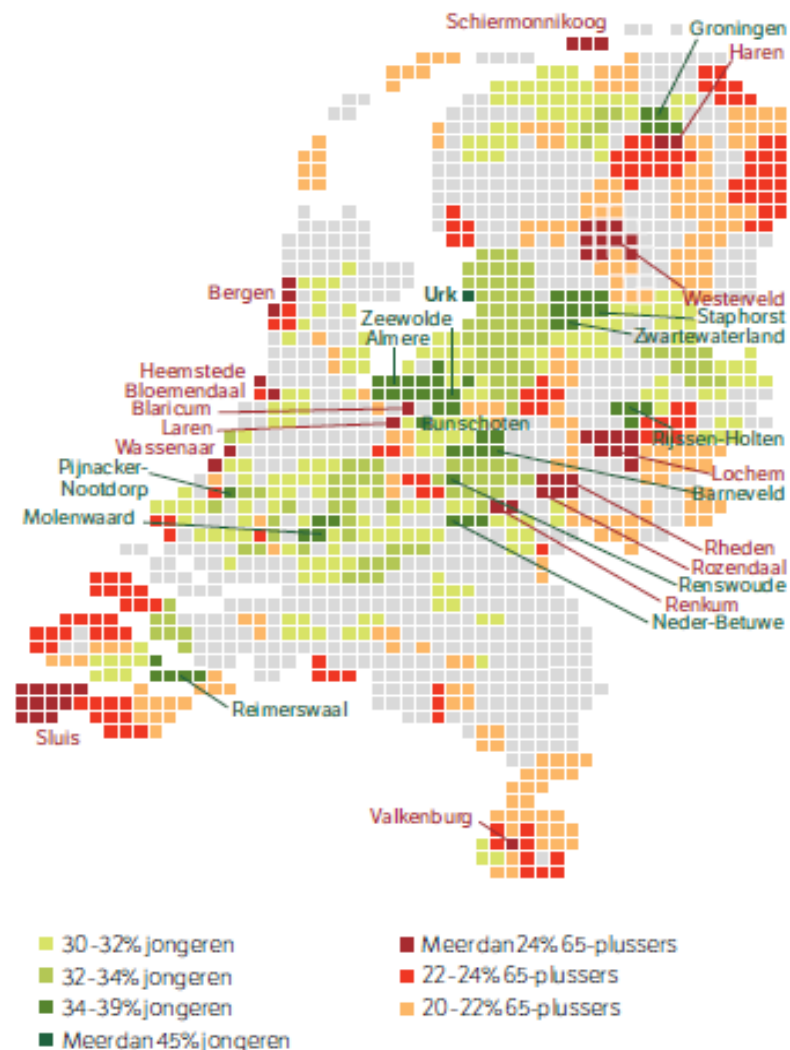 Schiermonnikoog
Groningen
Haren
Bergen
Urk
Westerveld
Staphorst
Zwartewaterland
Zeewolde
Almere
Heemstede
Bloemendaal
Blaricum
Laren
Wassenaar
Bunschoten
Rijssen-Holten
Pijnacker-
Nootdorp
Lochem
Barneveld
Molenwaard
Rheden
Rozendaal
Renswoude
Renkum
Neder-Betuwe
Reimerswaal
Sluis
Valkenburg
30-32% jongeren
32-34% jongeren
34-39% jongeren
Meer dan 45% jongeren
Meer dan 24% 65-plussers
22-24% 65-plussers
20-22% 65-plussers